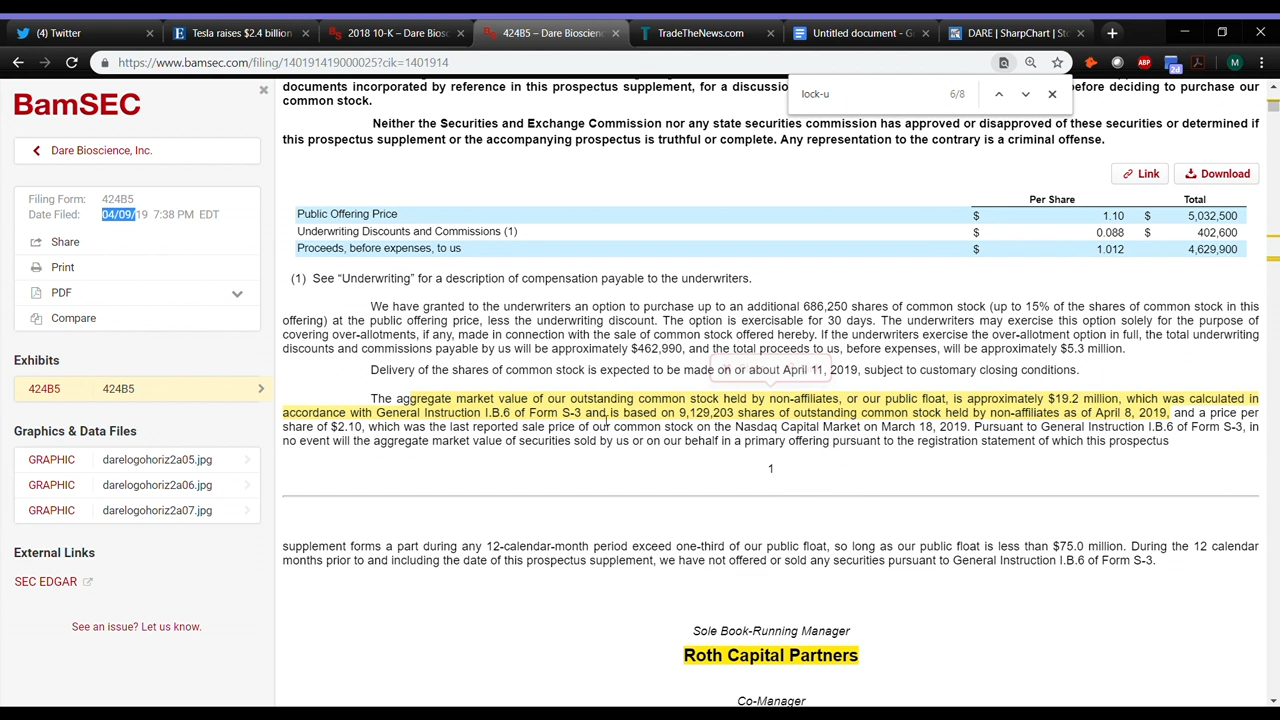 (4) Twitter
Tesla raises $2.4 billion
2018 10-K – Dare Biosc
424B5 – Dare Bioscienc
TradeTheNews.com
Untitled document - G
DARE | SharpChart | St
https://www.bamsec.com/filing/140191419000025?cik=1401914
ABP
2d
M
lock-u
6/8
BamSEC
Dare Bioscience, Inc.
Filing Form: 424B5
Date Filed: 04/09/19 7:38 PM EDT
Share
Print
PDF
Compare
Exhibits
424B5 424B5
Graphics & Data Files
GRAPHIC darelogohoriz2a05.jpg
GRAPHIC darelogohoriz2a06.jpg
GRAPHIC darelogohoriz2a07.jpg
External Links
SEC EDGAR
See an issue? Let us know.
documents incorporated by reference in this prospectus supplement, for a discussion before deciding to purchase our
common stock.
Neither the Securities and Exchange Commission nor any state securities commission has approved or disapproved of these securities or determined if
this prospectus supplement or the accompanying prospectus is truthful or complete. Any representation to the contrary is a criminal offense.
Link
Download
Per Share Total
Public Offering Price $ 1.10 $ 5,032,500
Underwriting Discounts and Commissions (1) $ 0.088 $ 402,600
Proceeds, before expenses, to us $ 1.012 4,629,900
(1) See “Underwriting” for a description of compensation payable to the underwriters.
We have granted to the underwriters an option to purchase up to an additional 686,250 shares of common stock (up to 15% of the shares of common stock in this
offering) at the public offering price, less the underwriting discount. The option is exercisable for 30 days. The underwriters may exercise this option solely for the purpose of
covering over-allotments, if any, made in connection with the sale of common stock offered hereby. If the underwriters exercise the over-allotment option in full, the total underwriting
discounts and commissions payable by us will be approximately $462,990, and the total proceeds to us, before expenses, will be approximately $5.3 million.
Delivery of the shares of common stock is expected to be made on or about April 11, 2019, subject to customary closing conditions.
The aggregate market value of our outstanding common stock held by non-affiliates, or our public float, is approximately $19.2 million, which was calculated in
accordance with General Instruction I.B.6 of Form S-3 and is based on 9,129,203 shares of outstanding common stock held by non-affiliates as of April 8, 2019, and a price per
share of $2.10, which was the last reported sale price of our common stock on the Nasdaq Capital Market on March 18, 2019. Pursuant to General Instruction I.B.6 of Form S-3, in
no event will the aggregate market value of securities sold by us or on our behalf in a primary offering pursuant to the registration statement of which this prospectus
1
supplement forms a part during any 12-calendar-month period exceed one-third of our public float, so long as our public float is less than $75.0 million. During the 12 calendar
months prior to and including the date of this prospectus supplement, we have not offered or sold any securities pursuant to General Instruction I.B.6 of Form S-3.
Sole Book-Running Manager
Roth Capital Partners
Co-Manager